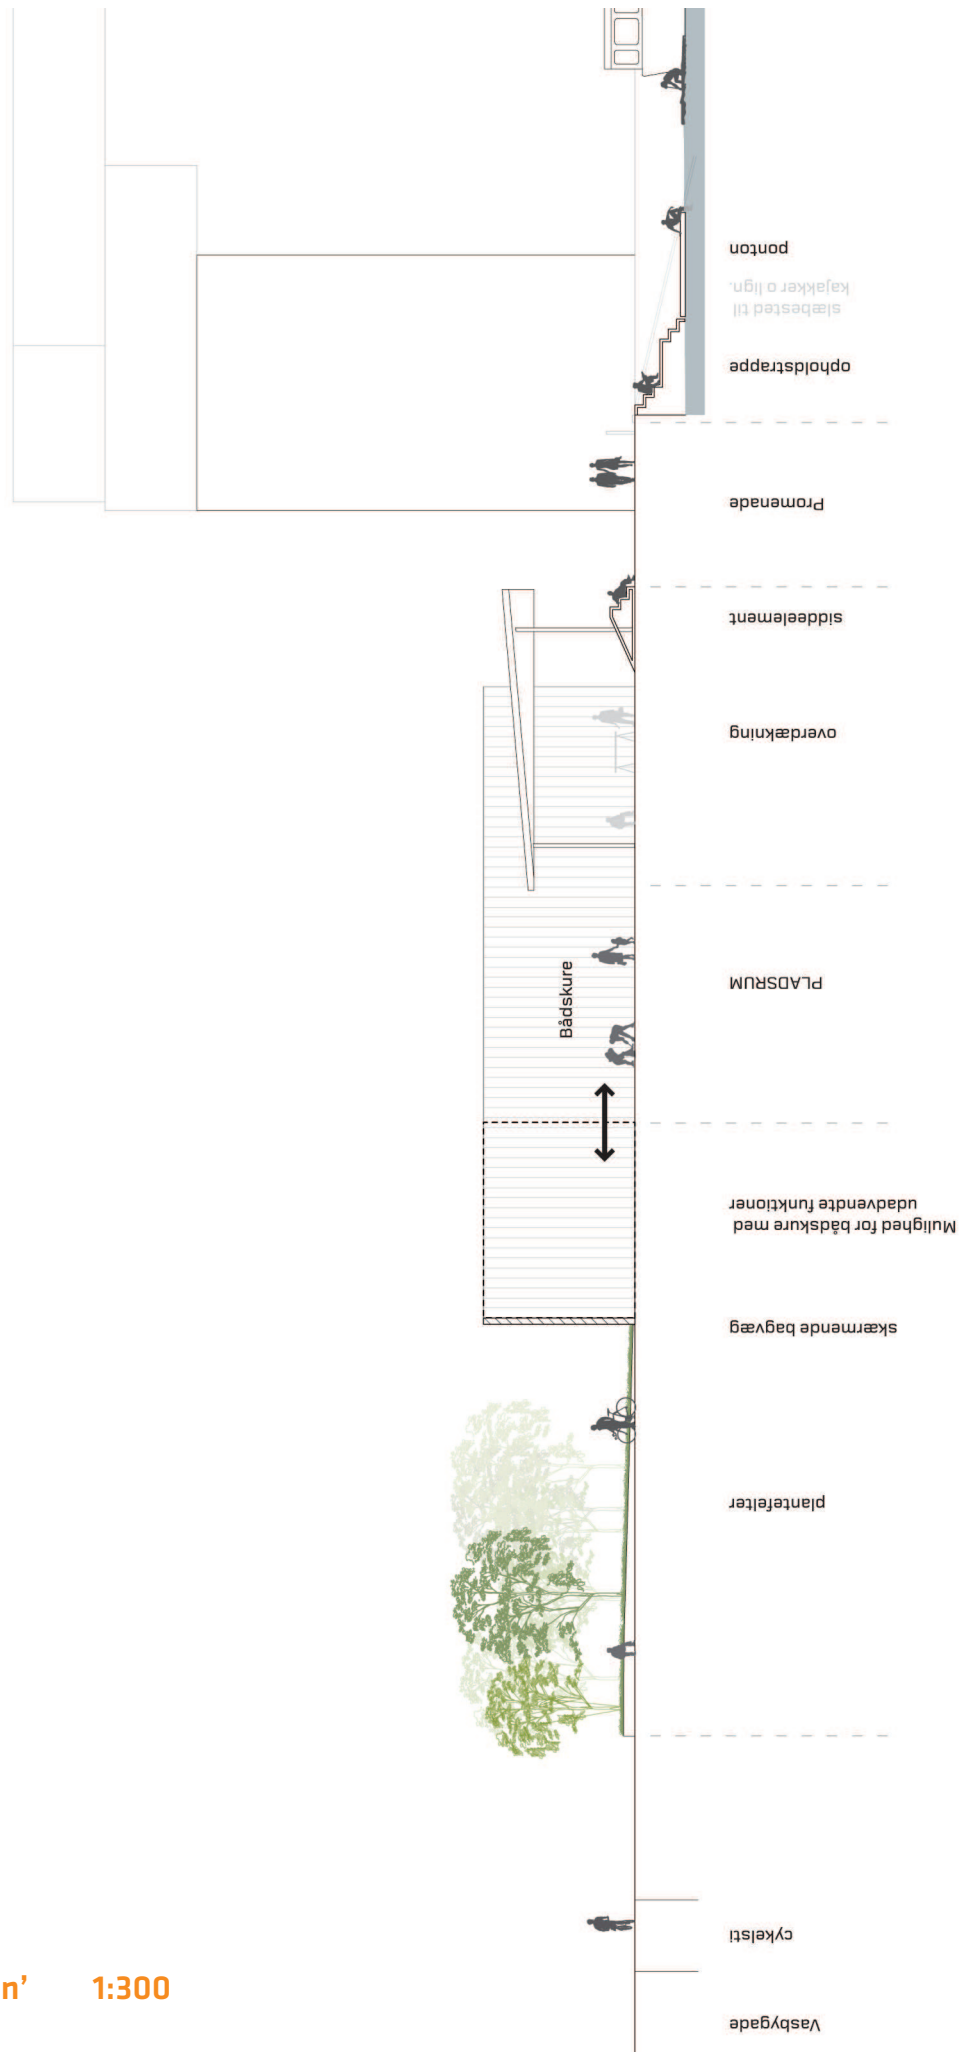 ponton
slæbested til
kajakker o lign.
opholdstrappe
Promenade
siddeelement
overdækning
PLADSRUM
Bådskure
Mulighed for bådskure med
udadvendte funktioner
skærmende bagvæg
plantefelter
cykelsti
Vasbygade
n’ 1:300